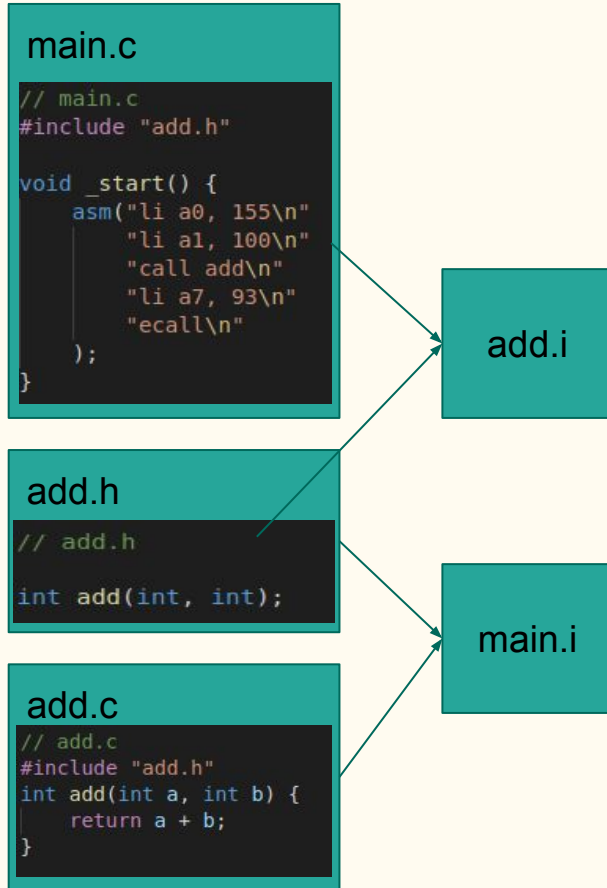 main.c
// main.c
#include "add.h"
void _start() {
    asm("li a0, 155\n"
        "li a1, 100\n"
        "call add\n"
        "li a7, 93\n"
        "ecall\n"
    );
}
add.i
add.h
// add.h
int add(int, int);
main.i
add.c
// add.c
#include "add.h"
int add(int a, int b) {
    return a + b;
}